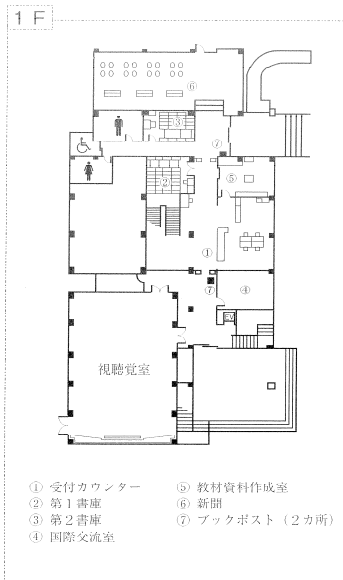 1F
⑥
③
⑦
⑤
②
①
⑦
④
EV
視聴覚室
① 受付カウンター
② 第1書庫
③ 第2書庫
④ 国際交流室
⑤ 教材資料作成室
⑥ 新聞
⑦ ブックポスト（2カ所）